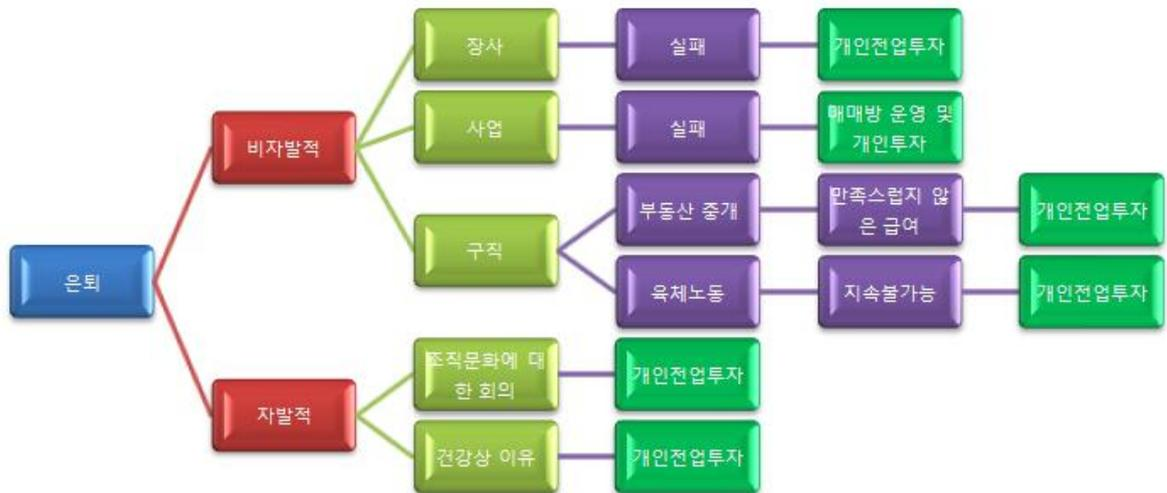 장사
실패
개인전업투자
사업
실패
매매방 운영 및
개인투자
비자발적
부동산 중개
만족스럽지 않
은 급여
개인전업투자
구직
육체노동
지속불가능
개인전업투자
은퇴
조직문화에 대
한 회의
개인전업투자
자발적
건강상 이유
개인전업투자